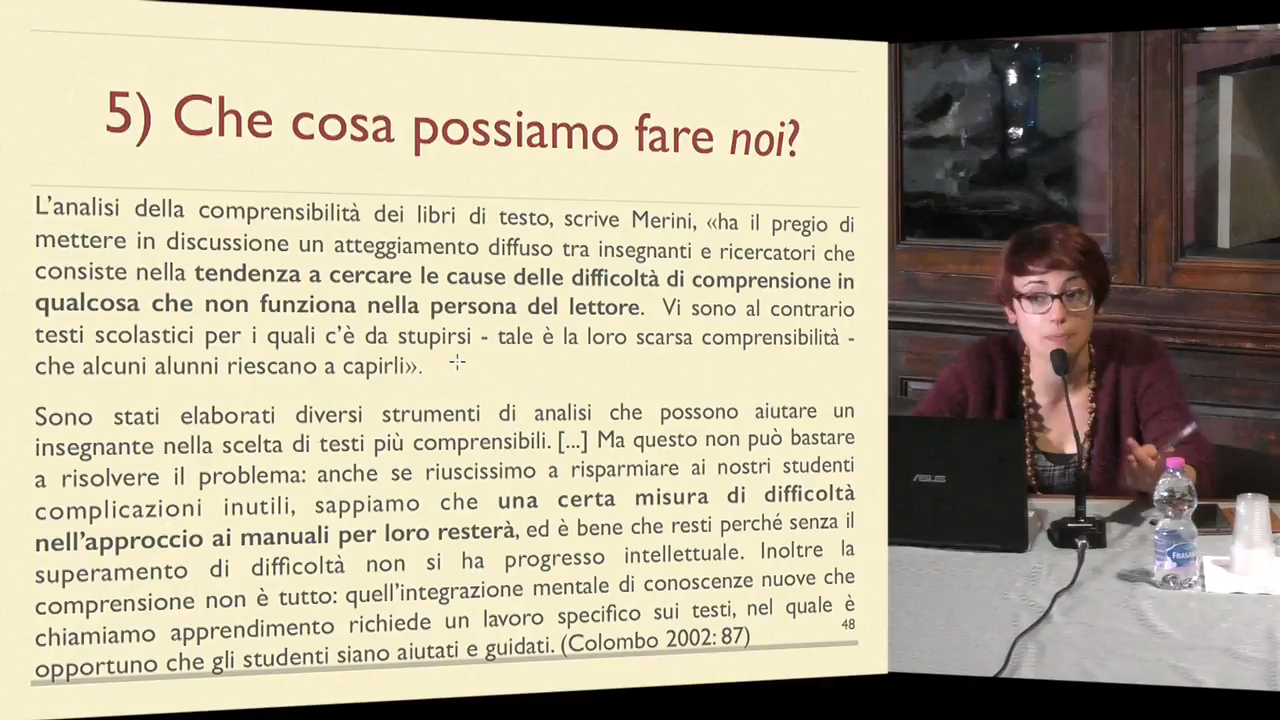 5) Che cosa possiamo fare noi?
L'analisi della comprensibilità dei libri di testo, scrive Merini, «ha il pregio di
mettere in discussione un atteggiamento diffuso tra insegnanti e ricercatori che
consiste nella tendenza a cercare le cause delle difficoltà di comprensione in
qualcosa che non funziona nella persona del lettore. Vi sono al contrario
testi scolastici per i quali c'è da stupirsi - tale è la loro scarsa comprensibilità -
che alcuni alunni riescano a capirli».
Sono stati elaborati diversi strumenti di analisi che possono aiutare un
insegnante nella scelta di testi più comprensibili. [...] Ma questo non può bastare
a risolvere il problema: anche se riuscissimo a risparmiare ai nostri studenti
complicazioni inutili, sappiamo che una certa misura di difficoltà
nell'approccio ai manuali per loro resterà, ed è bene che resti perché senza il
superamento di difficoltà non si ha progresso intellettuale. Inoltre la
comprensione non è tutto: quell'integrazione mentale di conoscenze nuove che
chiamiamo apprendimento richiede un lavoro specifico sui testi, nel quale è
opportuno che gli studenti siano aiutati e guidati. (Colombo 2002: 87)
48
ASUS